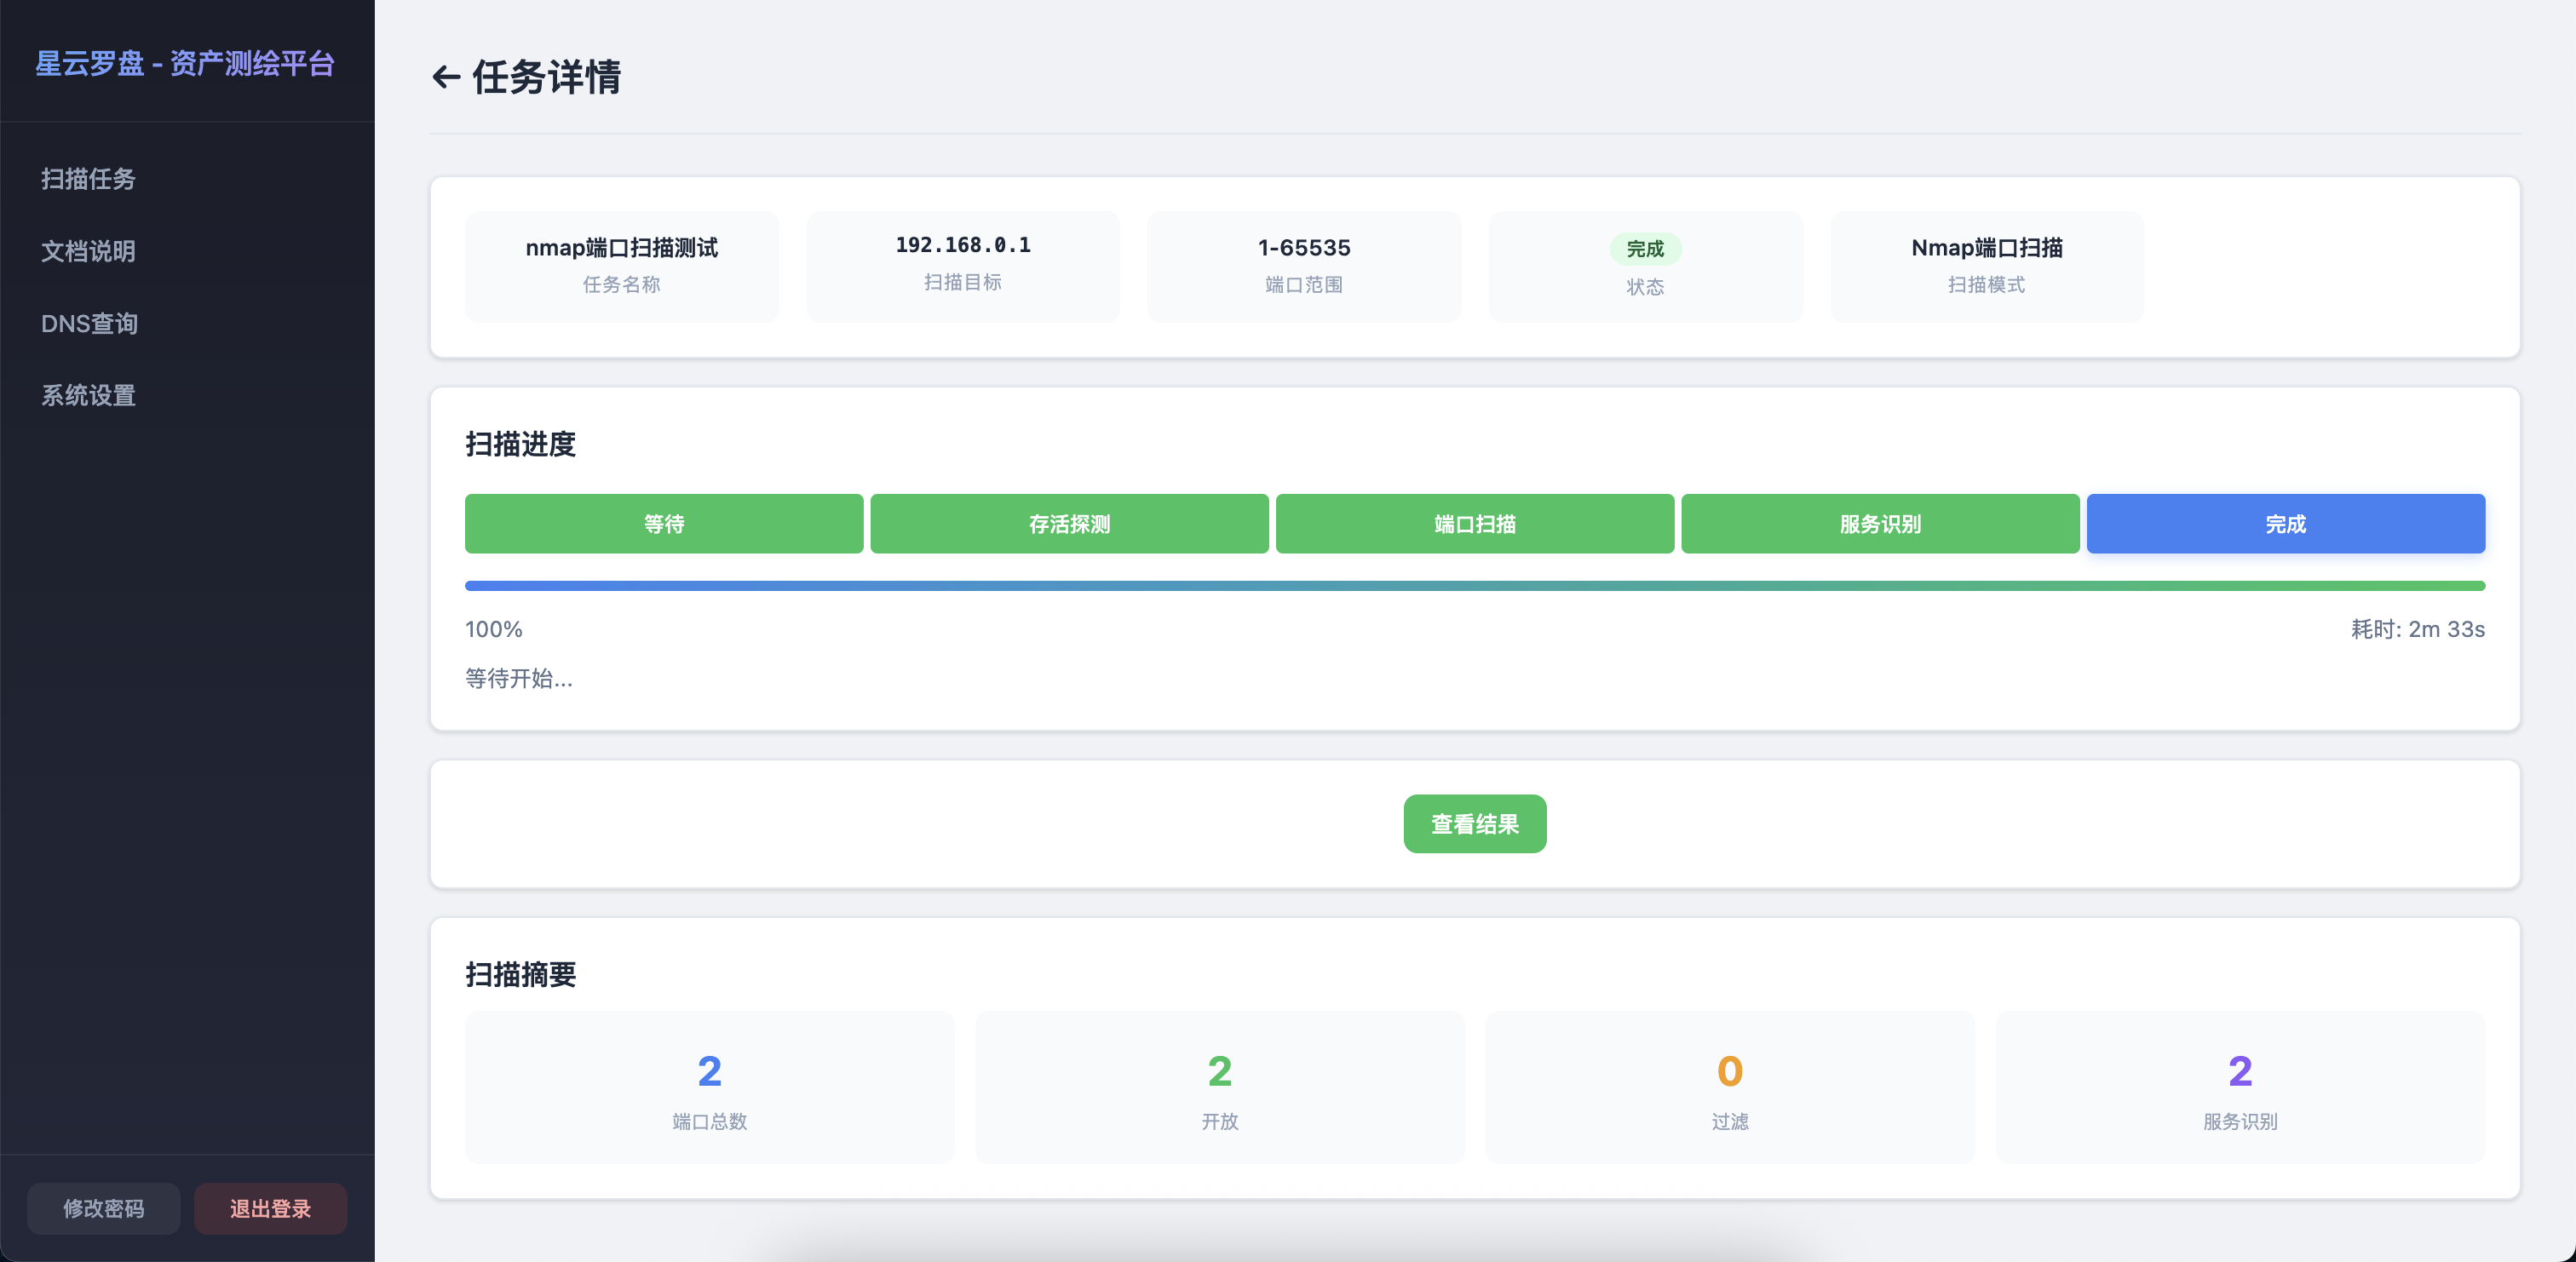 星云罗盘 - 资产测绘平台
扫描任务
文档说明
DNS查询
系统设置
修改密码
退出登录
← 任务详情
nmap端口扫描测试
任务名称
192.168.0.1
扫描目标
1-65535
端口范围
完成
状态
Nmap端口扫描
扫描模式
扫描进度
等待
存活探测
端口扫描
服务识别
完成
100%
耗时: 2m 33s
等待开始...
查看结果
扫描摘要
2
端口总数
2
开放
0
过滤
2
服务识别